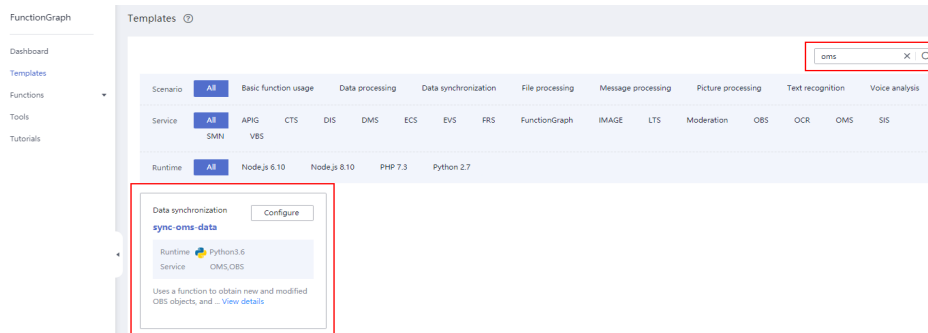 FunctionGraph
Dashboard
Templates
Functions
Tools
Tutorials
Templates
oms
Scenario All Basic function usage Data processing Data synchronization File processing Message processing Picture processing Text recognition Voice analysis
Service All APIG CTS DIS DMS ECS EVS FRS FunctionGraph IMAGE LTS Moderation OBS OCR OMS SIS
SMN VBS
Runtime All Node.js 6.10 Node.js 8.10 PHP 7.3 Python 2.7
Data synchronization Configure
sync-oms-data
Runtime Python3.6
Service OMS,OBS
Uses a function to obtain new and modified
OBS objects, and ... View details